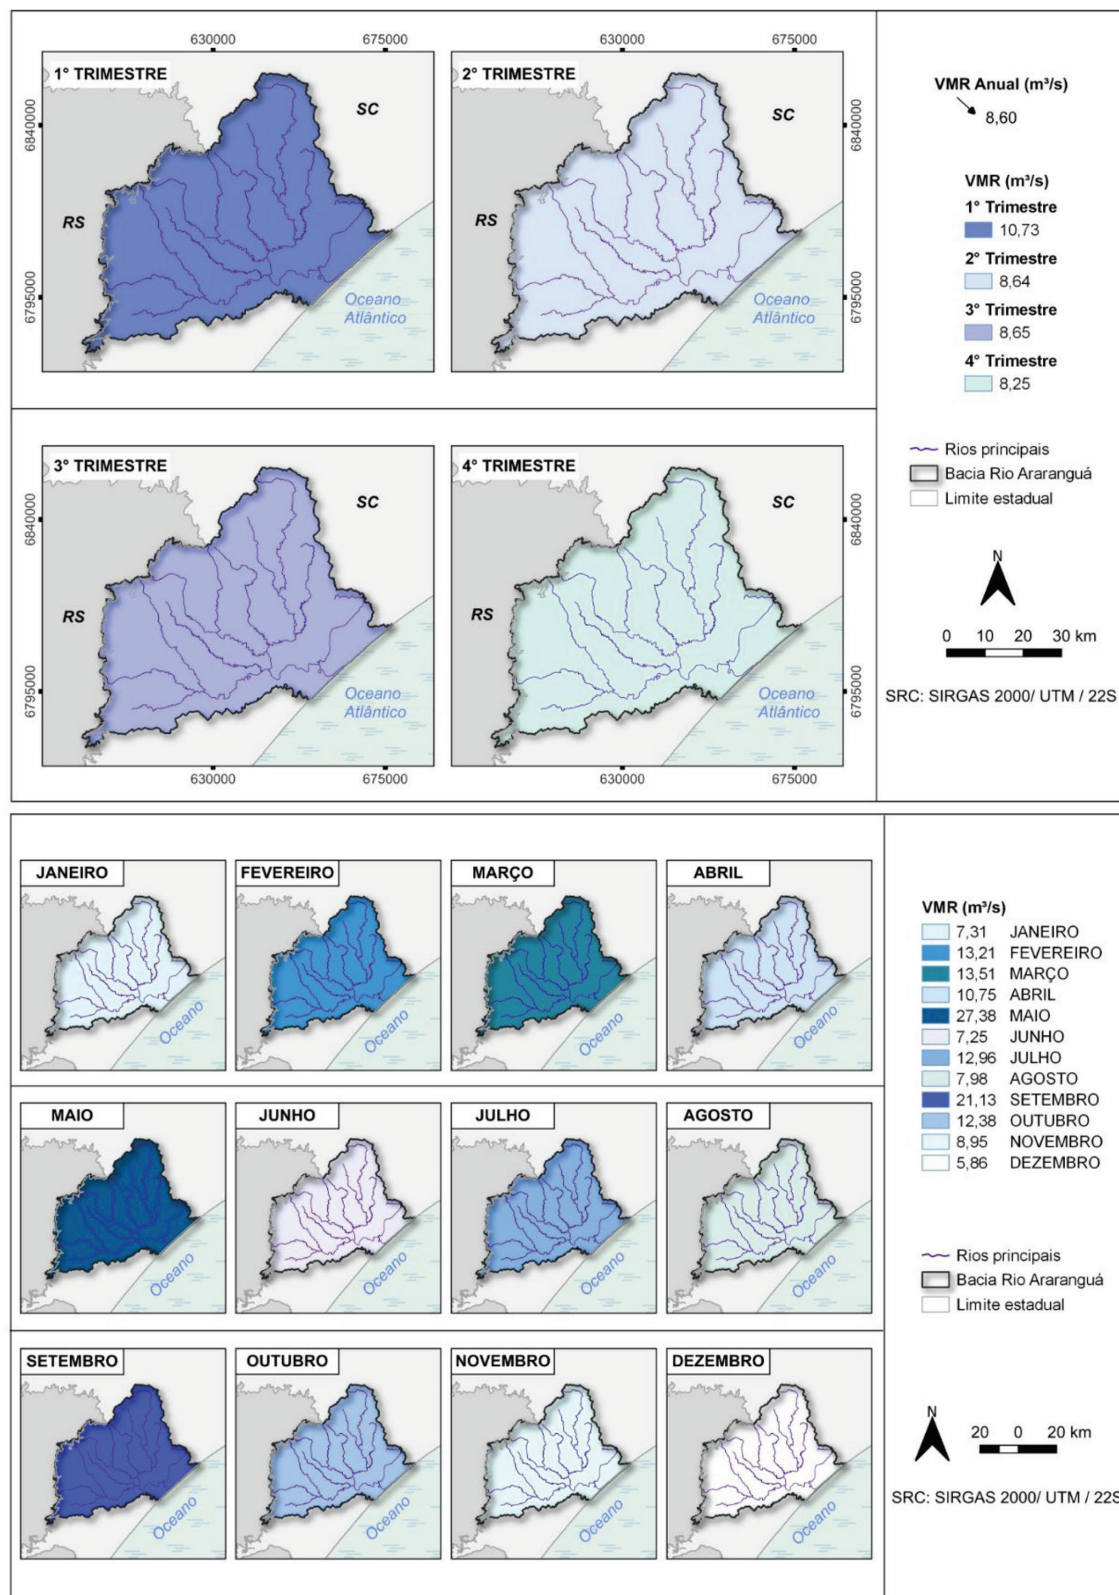 630000
675000
630000
675000
1° TRIMESTRE
SC
RS
Oceano
Atlântico
6840000
6795000
2° TRIMESTRE
SC
RS
Oceano
Atlântico
6840000
6795000
3° TRIMESTRE
SC
RS
Oceano
Atlântico
6840000
6795000
4° TRIMESTRE
SC
RS
Oceano
Atlântico
6840000
6795000
630000
675000
630000
675000
VMR Anual (m³/s)
8,60
VMR (m³/s)
1° Trimestre
10,73
2° Trimestre
8,64
3° Trimestre
8,65
4° Trimestre
8,25
Rios principais
Bacia Rio Araranguá
Limite estadual
N
0 10 20 30 km
SRC: SIRGAS 2000/ UTM / 22S
JANEIRO
Oceano
FEVEREIRO
Oceano
MARÇO
Oceano
ABRIL
Oceano
MAIO
Oceano
JUNHO
Oceano
JULHO
Oceano
AGOSTO
Oceano
SETEMBRO
Oceano
OUTUBRO
Oceano
NOVEMBRO
Oceano
DEZEMBRO
Oceano
VMR (m³/s)
7,31 JANEIRO
13,21 FEVEREIRO
13,51 MARÇO
10,75 ABRIL
27,38 MAIO
7,25 JUNHO
12,96 JULHO
7,98 AGOSTO
21,13 SETEMBRO
12,38 OUTUBRO
8,95 NOVEMBRO
5,86 DEZEMBRO
Rios principais
Bacia Rio Araranguá
Limite estadual
N
20 0 20 km
SRC: SIRGAS 2000/ UTM / 22S